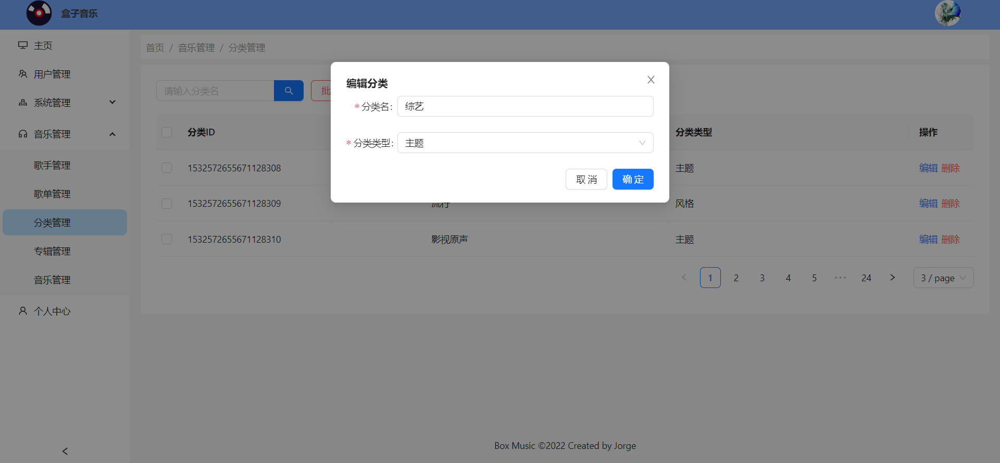 盒子音乐
主页
用户管理
系统管理
音乐管理
歌手管理
歌单管理
分类管理
专辑管理
音乐管理
个人中心
首页 / 音乐管理 / 分类管理
请输入分类名
批
编辑分类
* 分类名: 综艺
* 分类类型: 主题
取 消 确 定
分类ID 分类类型 操作
1532572655671128308 主题 编辑 删除
1532572655671128309 流行 风格 编辑 删除
1532572655671128310 影视原声 主题 编辑 删除
1 2 3 4 5 ••• 24 3 / page
Box Music ©2022 Created by Jorge